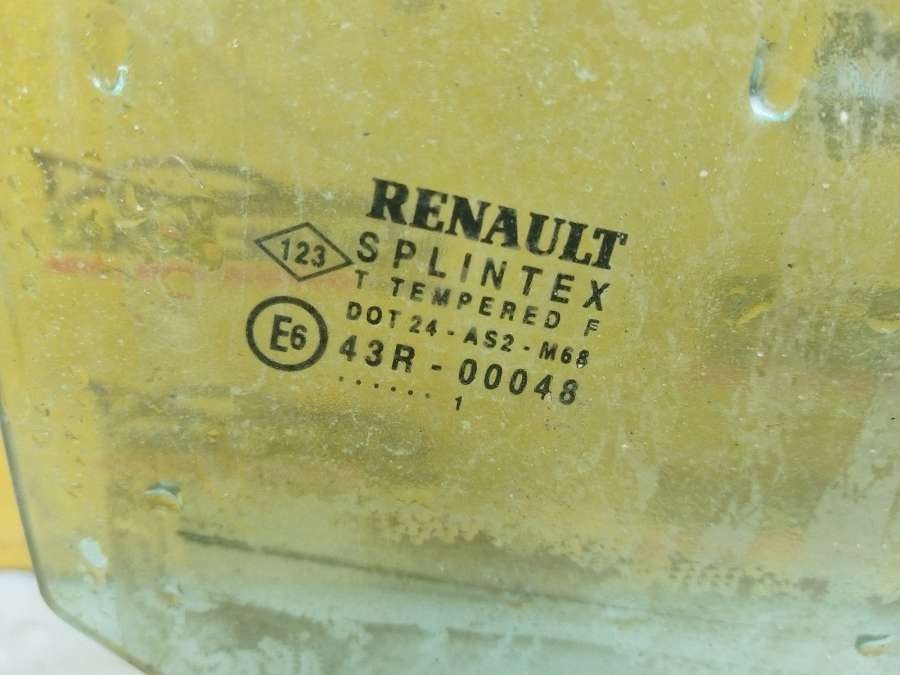 RENAULT
123 SPLINTEX
T TEMPERED F
DOT 24 - AS2 - M68
E6 43R - 00048
...... 1